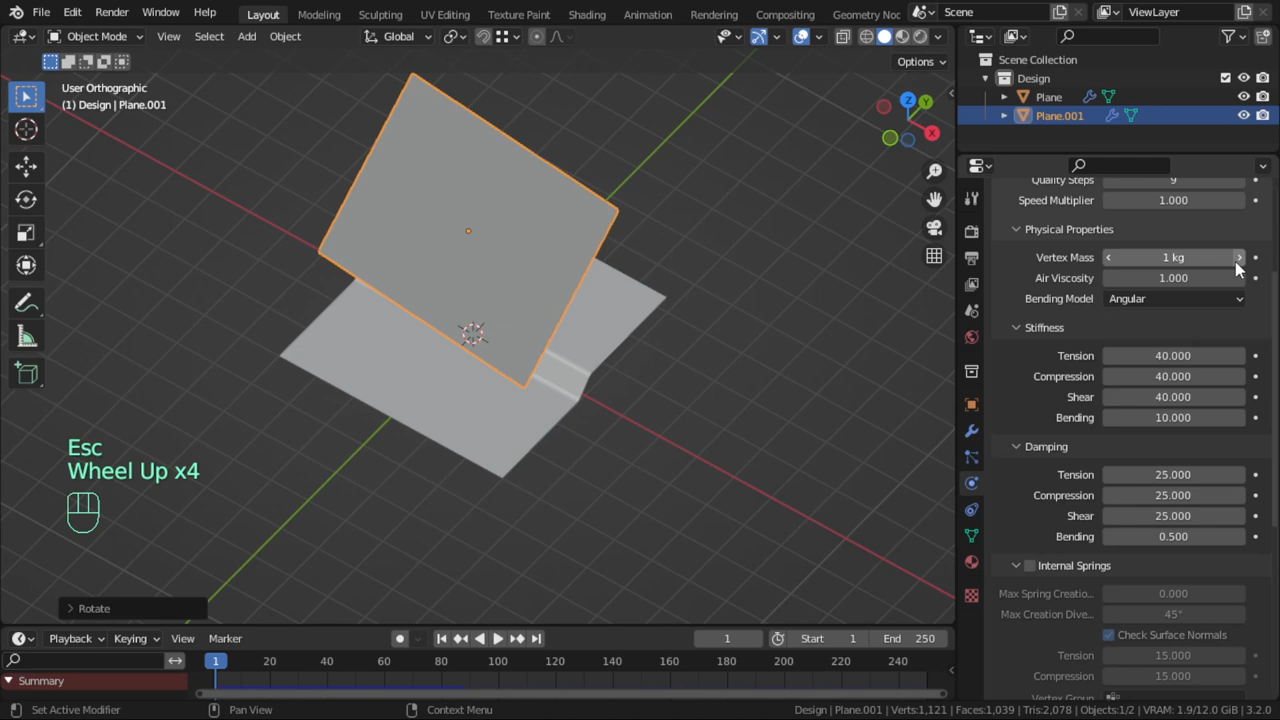 File Edit Render Window Help Layout Modeling Sculpting UV Editing Texture Paint Shading Animation Rendering Compositing Geometry Noc Scene ViewLayer
Object Mode View Select Add Object Global
Options
User Orthographic
(1) Design | Plane.001
Z Y X
Scene Collection
Design
Plane
Plane.001
Quality Steps 9
Speed Multiplier 1.000
Physical Properties
Vertex Mass 1 kg
Air Viscosity 1.000
Bending Model Angular
Stiffness
Tension 40.000
Compression 40.000
Shear 40.000
Bending 10.000
Damping
Tension 25.000
Compression 25.000
Shear 25.000
Bending 0.500
Internal Springs
Max Spring Creatio... 0.000
Max Creation Dive... 45°
Check Surface Normals
Tension 15.000
Compression 15.000
Vertex Group
Esc
Wheel Up x4
Rotate
Playback Keying View Marker 1 Start 1 End 250
1 20 40 60 80 100 120 140 160 180 200 220 240
Summary
Set Active Modifier Pan View Context Menu Design | Plane.001 | Verts:1,121 | Faces:1,039 | Tris:2,078 | Objects:1/2 | VRAM: 1.9/12.0 GiB | 3.2.0